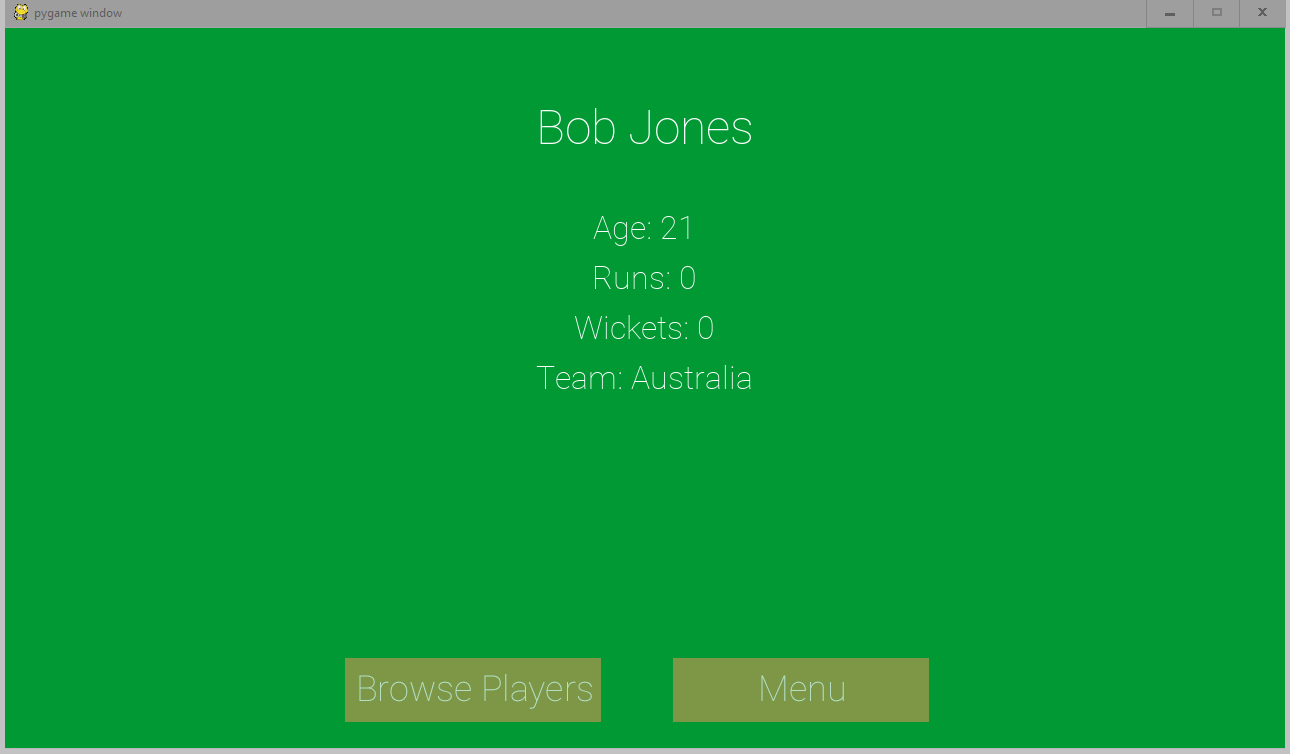 pygame window
Bob Jones
Age: 21
Runs: 0
Wickets: 0
Team: Australia
Browse Players
Menu